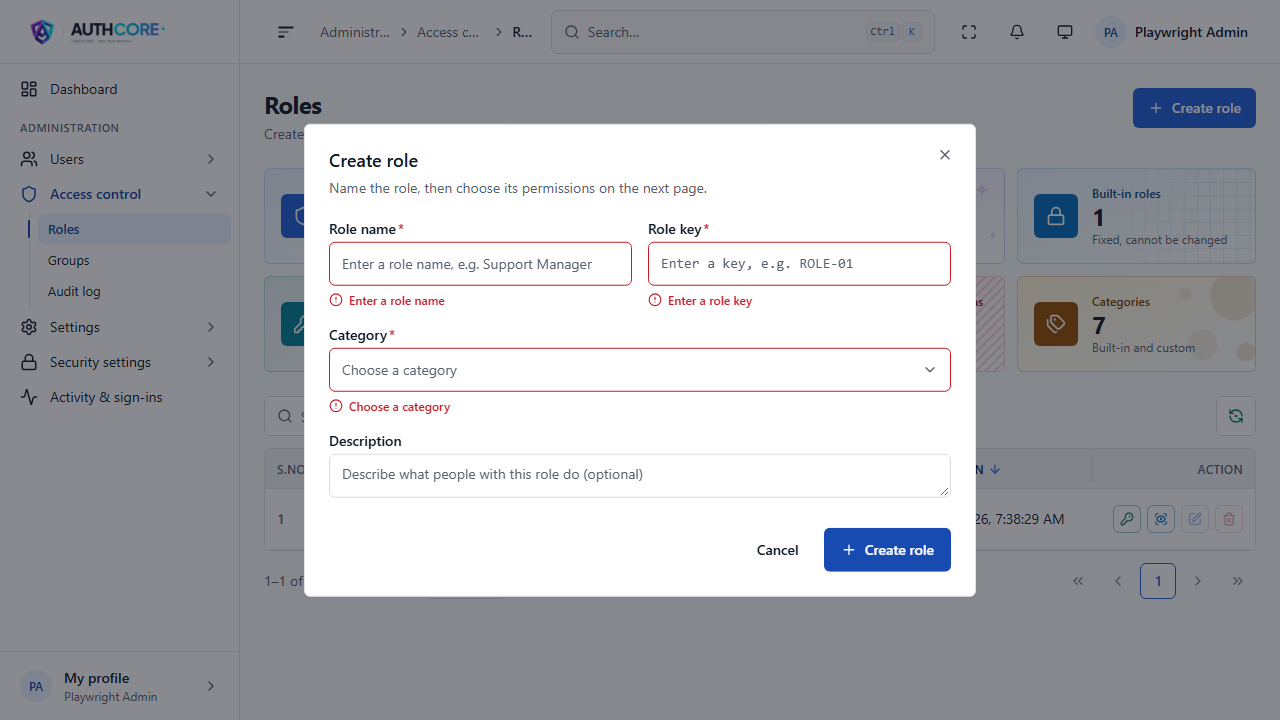 AUTHCORE
Administr...
Access c...
R...
Search...
Ctrl
K
PA
Playwright Admin
Dashboard
ADMINISTRATION
Users
Access control
Roles
Groups
Audit log
Settings
Security settings
Activity & sign-ins
PA
My profile
Playwright Admin
Roles
Create
Create role
Built-in roles
1
Fixed, cannot be changed
Categories
7
Built-in and custom
S.NO
ACTION
1
26, 7:38:29 AM
1–1 of
1
Create role
Name the role, then choose its permissions on the next page.
Role name*
Role key*
Enter a role name, e.g. Support Manager
Enter a key, e.g. ROLE-01
Enter a role name
Enter a role key
Category*
Choose a category
Choose a category
Description
Describe what people with this role do (optional)
Cancel
Create role